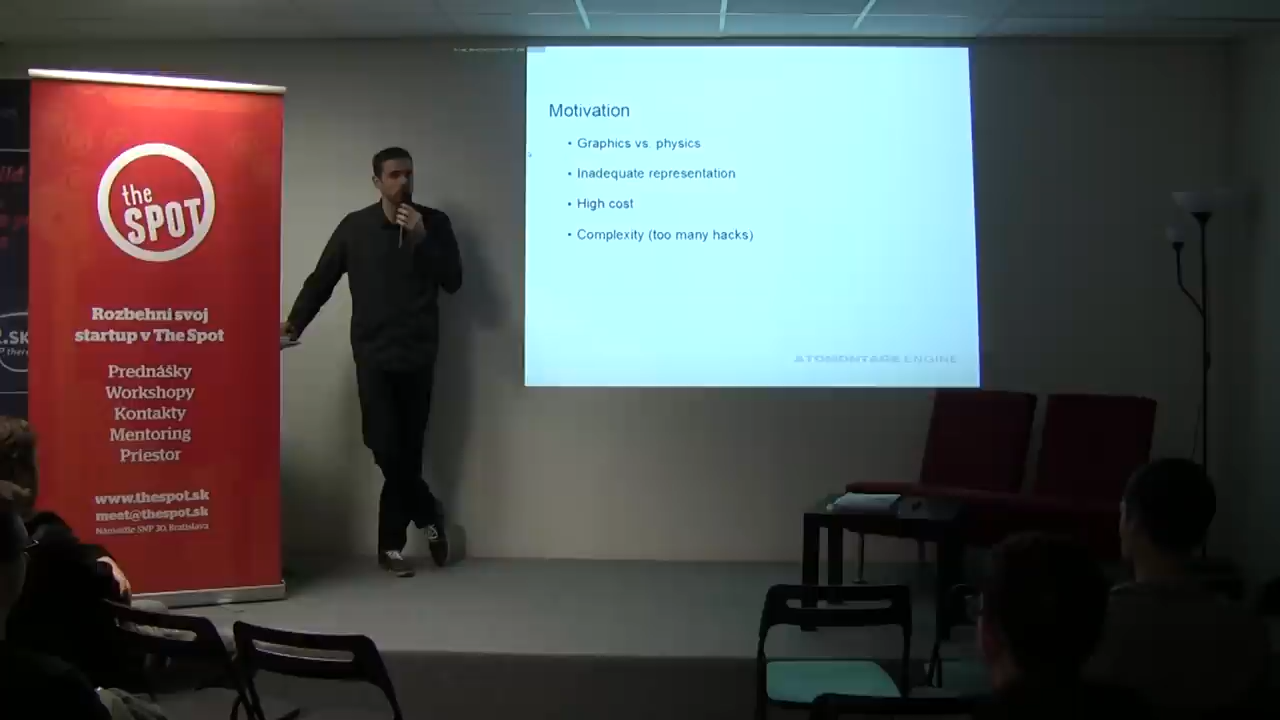 the
SPOT
Rozbehni svoj
startup v The Spot
Prednášky
Workshopy
Kontakty
Mentoring
Priestor
www.thespot.sk
meet@thespot.sk
Námestie SNP 30, Bratislava
.SK
Motivation
• Graphics vs. physics
• Inadequate representation
• High cost
• Complexity (too many hacks)
ATOMONTAGE ENGINE